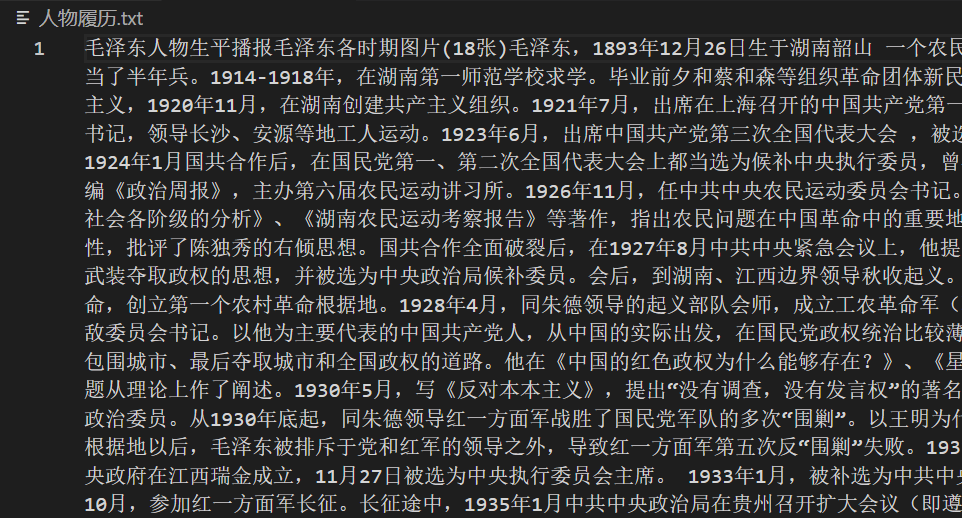 人物履历.txt
1 毛泽东人物生平播报毛泽东各时期图片(18张)毛泽东，1893年12月26日生于湖南韶山 一个农民
当了半年兵。1914-1918年，在湖南第一师范学校求学。毕业前夕和蔡和森等组织革命团体新民
主义，1920年11月，在湖南创建共产主义组织。1921年7月，出席在上海召开的中国共产党第一
书记，领导长沙、安源等地工人运动。1923年6月，出席中国共产党第三次全国代表大会 ，被选
1924年1月国共合作后，在国民党第一、第二次全国代表大会上都当选为候补中央执行委员，曾
编《政治周报》，主办第六届农民运动讲习所。1926年11月，任中共中央农民运动委员会书记。
社会各阶级的分析》、《湖南农民运动考察报告》等著作，指出农民问题在中国革命中的重要地
性，批评了陈独秀的右倾思想。国共合作全面破裂后，在1927年8月中共中央紧急会议上，他提
武装夺取政权的思想，并被选为中央政治局候补委员。会后，到湖南、江西边界领导秋收起义。
命，创立第一个农村革命根据地。1928年4月，同朱德领导的起义部队会师，成立工农革命军（
敌委员会书记。以他为主要代表的中国共产党人，从中国的实际出发，在国民党政权统治比较薄
包围城市、最后夺取城市和全国政权的道路。他在《中国的红色政权为什么能够存在？》、《星
题从理论上作了阐述。1930年5月，写《反对本本主义》，提出“没有调查，没有发言权”的著名
政治委员。从1930年底起，同朱德领导红一方面军战胜了国民党军队的多次“围剿”。以王明为代
根据地以后，毛泽东被排斥于党和红军的领导之外，导致红一方面军第五次反“围剿”失败。193
央政府在江西瑞金成立，11月27日被选为中央执行委员会主席。 1933年1月，被补选为中共中央
10月，参加红一方面军长征。长征途中，1935年1月中共中央政治局在贵州召开扩大会议（即遵